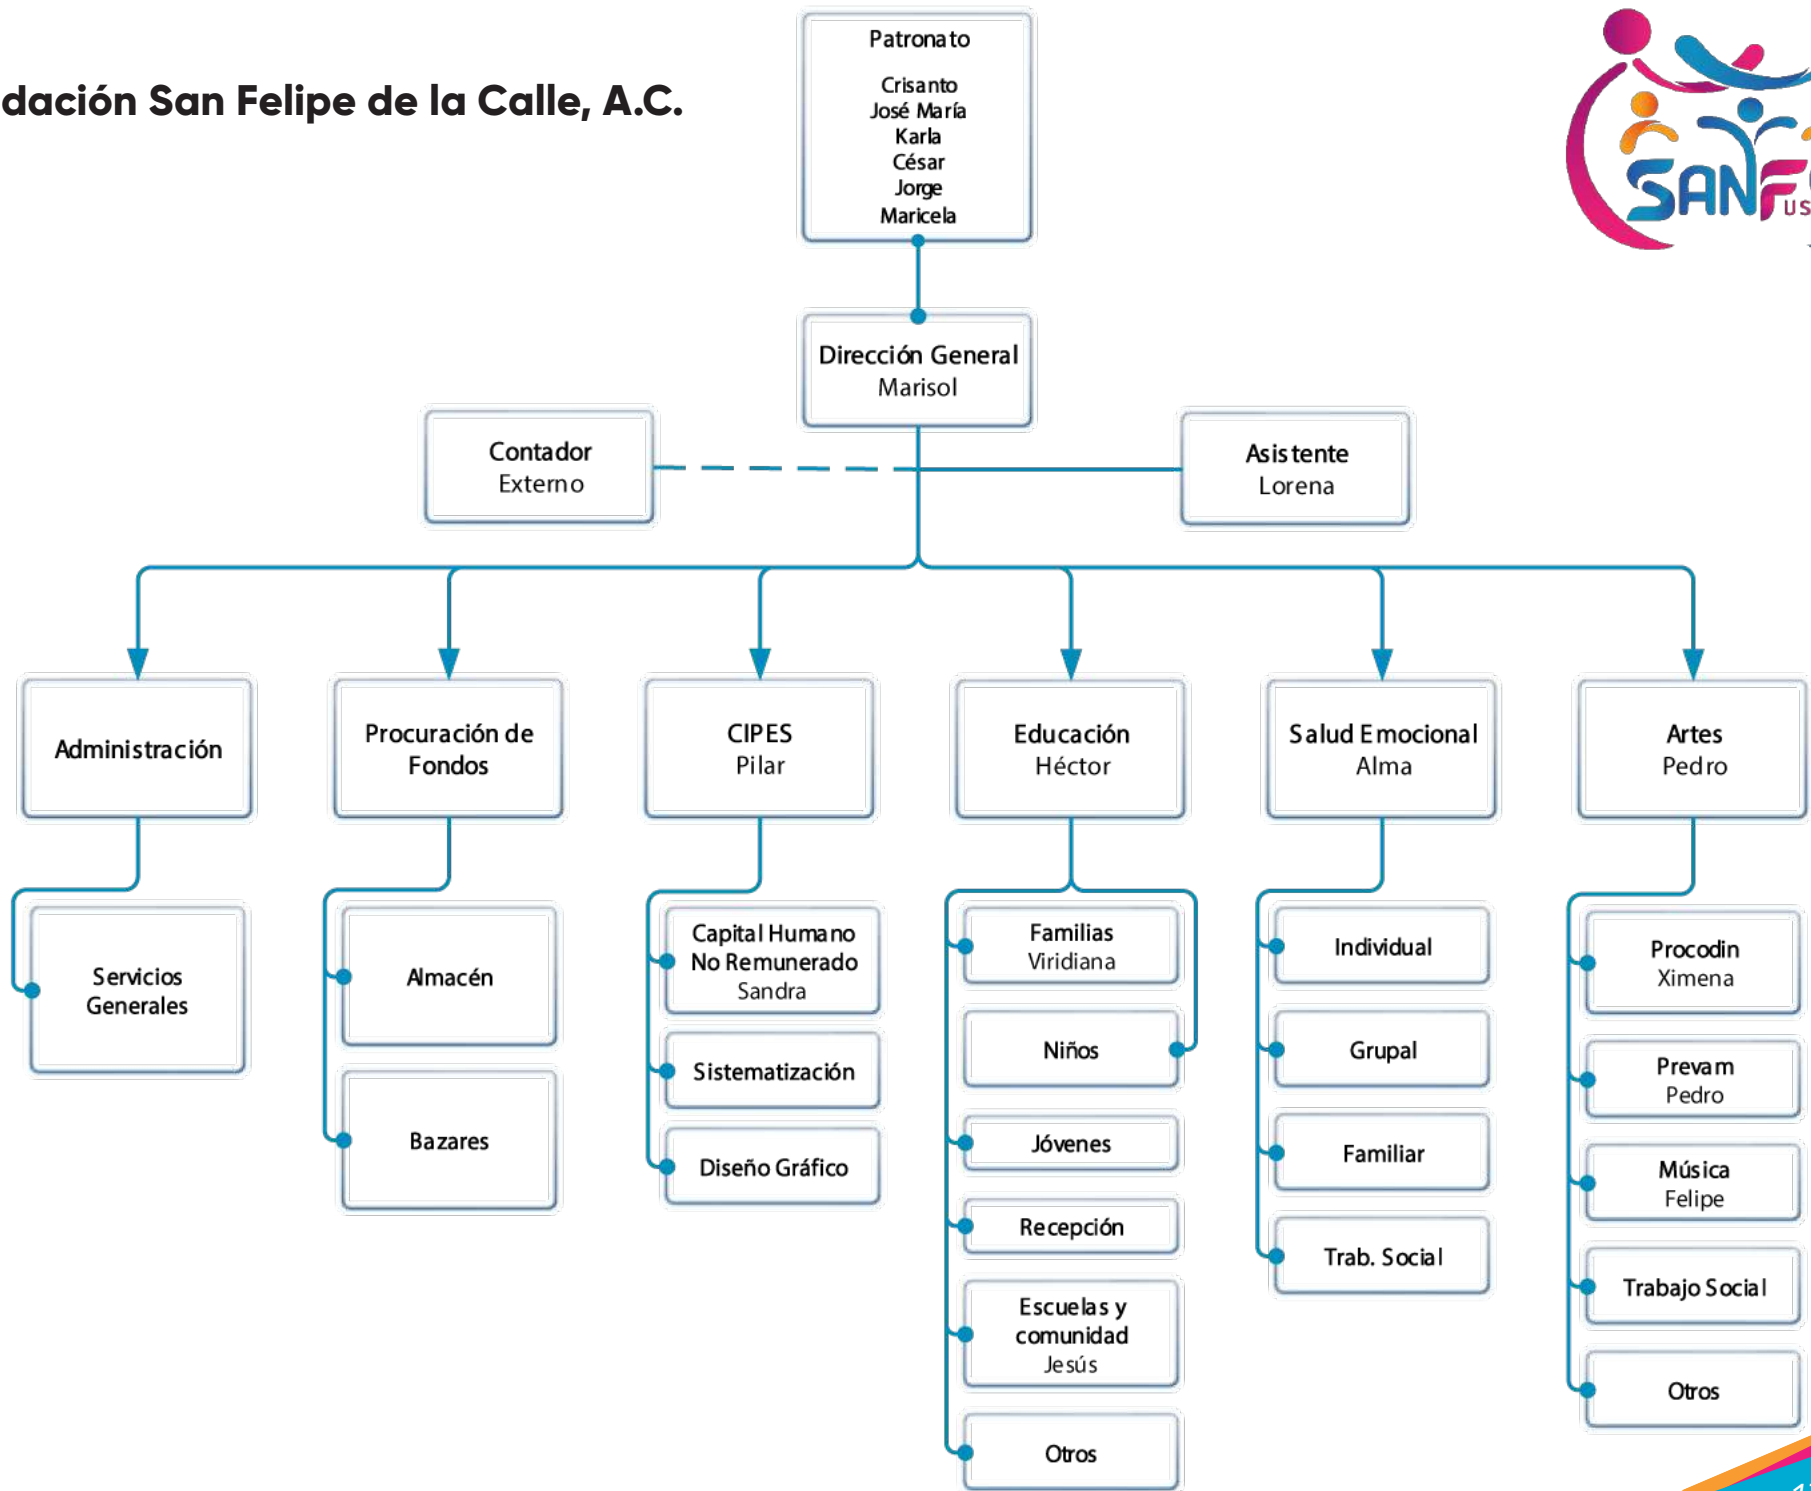 dación San Felipe de la Calle, A.C.
Patronato
Crisanto
José María
Karla
César
Jorge
Maricela
SANF
US
Dirección General
Marisol
Contador
Externo
Asistente
Lorena
Administración
Procuración de
Fondos
CIPES
Pilar
Educación
Héctor
Salud Emocional
Alma
Artes
Pedro
Servicios
Generales
Almacén
Bazares
Capital Humano
No Remunerado
Sandra
Sistematización
Diseño Gráfico
Familias
Viridiana
Niños
Jóvenes
Recepción
Escuelas y
comunidad
Jesús
Otros
Individual
Grupal
Familiar
Trab. Social
Procodin
Ximena
Prevam
Pedro
Música
Felipe
Trabajo Social
Otros